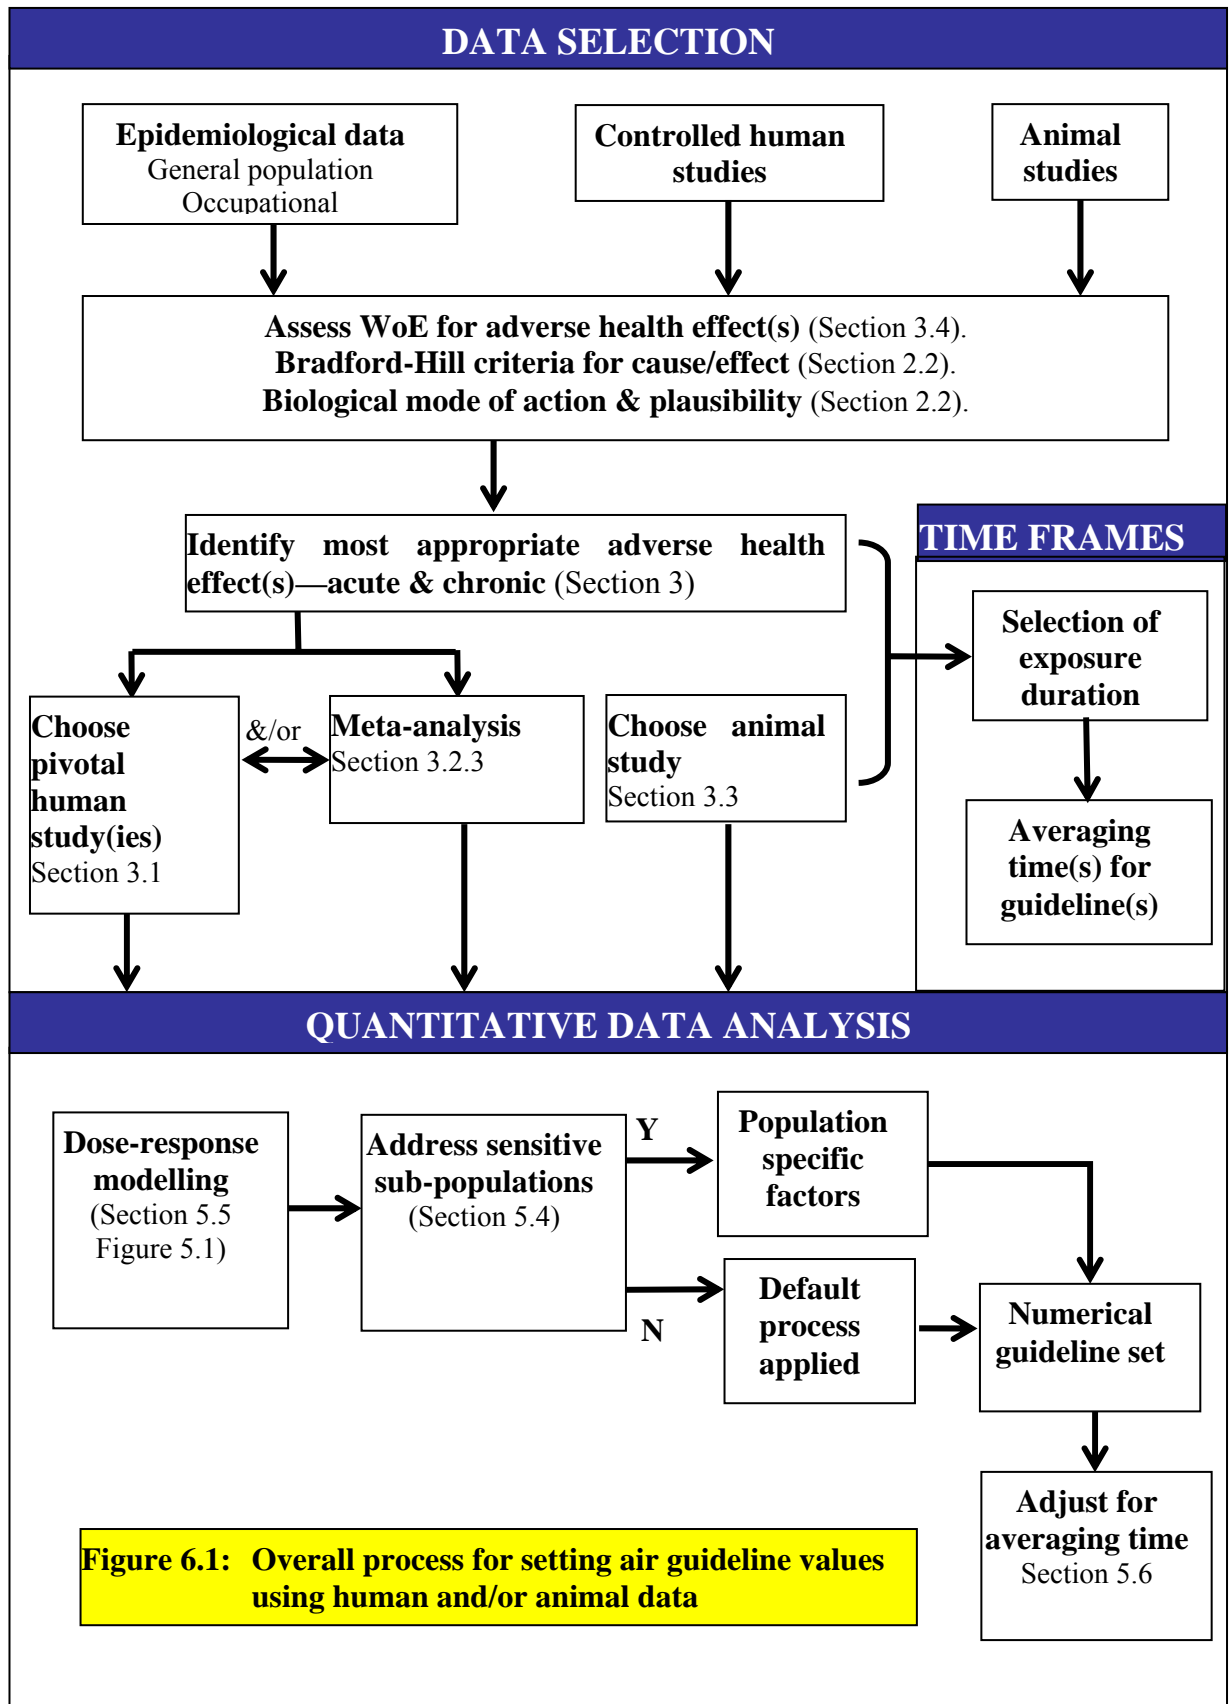 DATA SELECTION
Epidemiological data
General population
Occupational
Controlled human
studies
Animal
studies
Assess WoE for adverse health effect(s) (Section 3.4).
Bradford-Hill criteria for cause/effect (Section 2.2).
Biological mode of action & plausibility (Section 2.2).
Identify most appropriate adverse health
effect(s)—acute & chronic (Section 3)
TIME FRAMES
Selection of
exposure
duration
Averaging
time(s) for
guideline(s)
Choose
pivotal
human
study(ies)
Section 3.1
&/or
Meta-analysis
Section 3.2.3
Choose animal
study
Section 3.3
QUANTITATIVE DATA ANALYSIS
Dose-response
modelling
(Section 5.5
Figure 5.1)
Address sensitive
sub-populations
(Section 5.4)
Y
N
Population
specific
factors
Default
process
applied
Numerical
guideline set
Adjust for
averaging time
Section 5.6
Figure 6.1: Overall process for setting air guideline values
using human and/or animal data